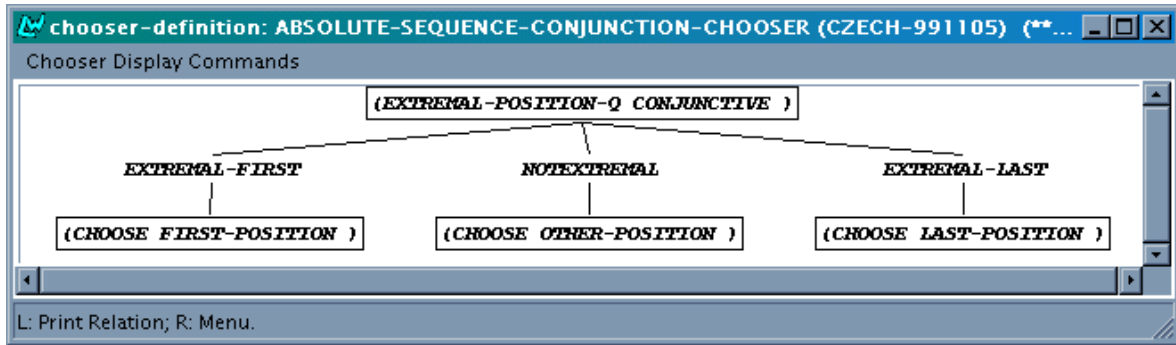 chooser-definition: ABSOLUTE-SEQUENCE-CONJUNCTION-CHOOSER (CZECH-991105) (**...
Chooser Display Commands
(EXTREMAL-POSITION-Q CONJUNCTIVE )
EXTREMAL-FIRST NOTEXTREMAL EXTREMAL-LAST
(CHOOSE FIRST-POSITION ) (CHOOSE OTHER-POSITION ) (CHOOSE LAST-POSITION )
L: Print Relation; R: Menu.